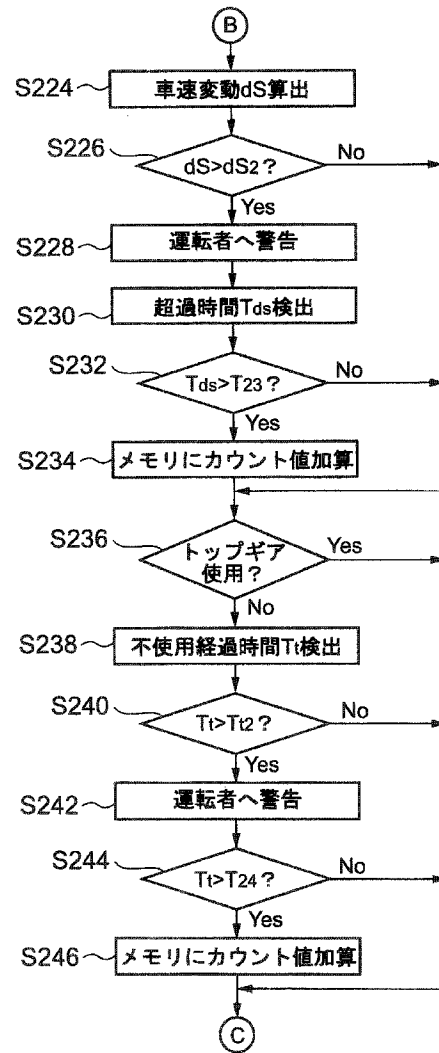 B
S224
車速変動dS算出
S226
dS>dS2?
No
Yes
S228
運転者へ警告
S230
超過時間Tds検出
S232
Tds>T23?
No
Yes
S234
メモリにカウント値加算
S236
トップギア
使用?
Yes
No
S238
不使用経過時間Tt検出
S240
Tt>Tt2?
No
Yes
S242
運転者へ警告
S244
Tt>T24?
No
Yes
S246
メモリにカウント値加算
C